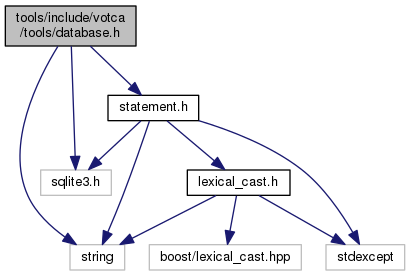 tools/include/votca
/tools/database.h
statement.h
sqlite3.h
lexical_cast.h
string
boost/lexical_cast.hpp
stdexcept